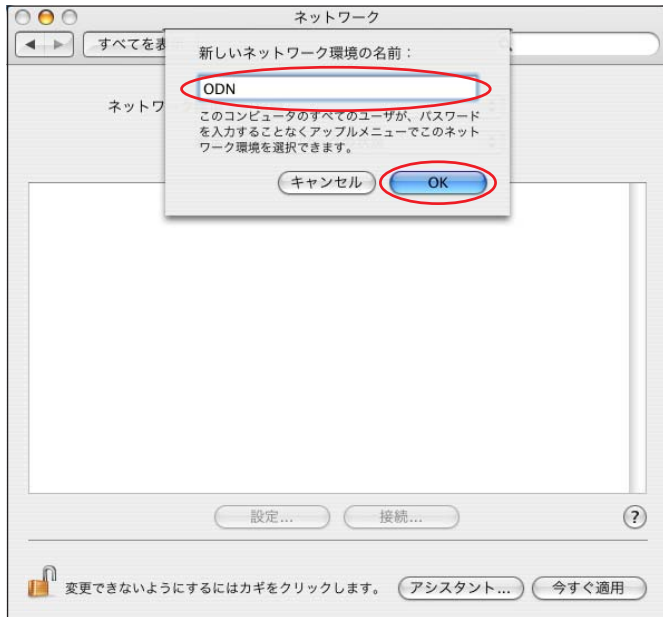 ネットワーク
すべてを表
新しいネットワーク環境の名前：
ODN
ネットワ
このコンピュータのすべてのユーザが、パスワード
を入力することなくアップルメニューでこのネット
ワーク環境を選択できます。
キャンセル OK
設定... 接続... ?
変更できないようにするにはカギをクリックします。 アシスタント... 今すぐ適用